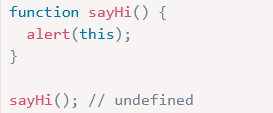 function sayHi() {
  alert(this);
}
sayHi(); // undefined